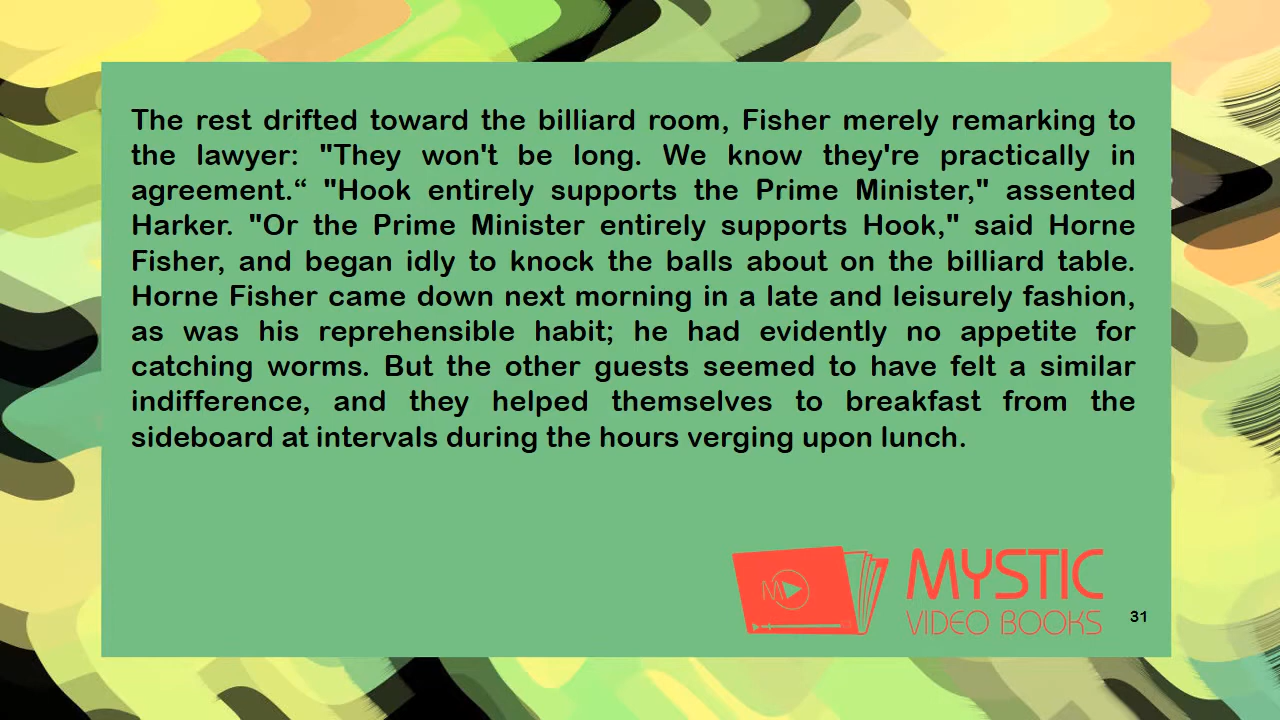 The rest drifted toward the billiard room, Fisher merely remarking to
the lawyer: "They won't be long. We know they're practically in
agreement.“ "Hook entirely supports the Prime Minister," assented
Harker. "Or the Prime Minister entirely supports Hook," said Horne
Fisher, and began idly to knock the balls about on the billiard table.
Horne Fisher came down next morning in a late and leisurely fashion,
as was his reprehensible habit; he had evidently no appetite for
catching worms. But the other guests seemed to have felt a similar
indifference, and they helped themselves to breakfast from the
sideboard at intervals during the hours verging upon lunch.
M
MYSTIC
VIDEO BOOKS
31